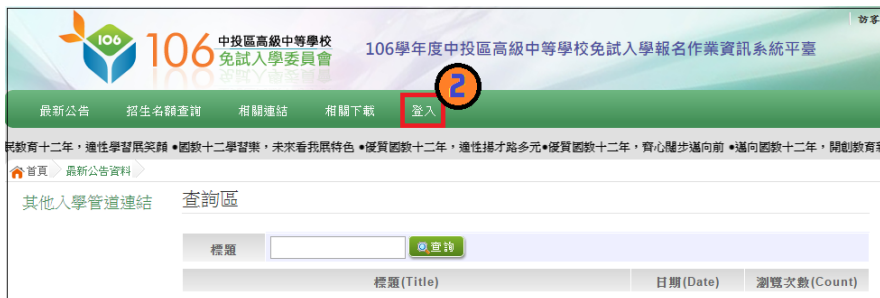 訪客
106
106
中投區高級中等學校
免試入學委員會
106學年度中投區高級中等學校免試入學報名作業資訊系統平臺
2
最新公告 招生名額查詢 相關連結 相關下載 登入
民教育十二年，適性學習展笑顏 •國教十二學習樂，未來看我展特色 •優質國教十二年，適性揚才路多元•優質國教十二年，齊心闊步邁向前 •邁向國教十二年，開創教育新
首頁 最新公告資料
其他入學管道連結 查詢區
標題 查詢
標題(Title) 日期(Date) 瀏覽次數(Count)